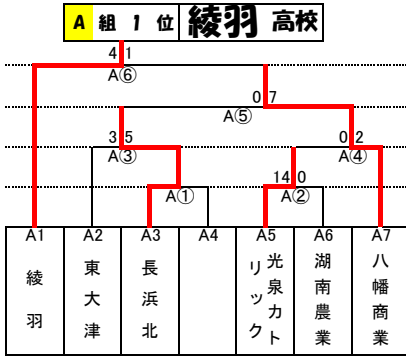 A 組 1 位 綾羽 高校
4 1
A⑥
0 7
A⑤
3 5
0 2
A③
A④
14 0
A①
A②
A1 A2 A3 A4 A5 A6 A7
綾羽
東大津
長浜北
光泉カト
リック
湖南農業
八幡商業